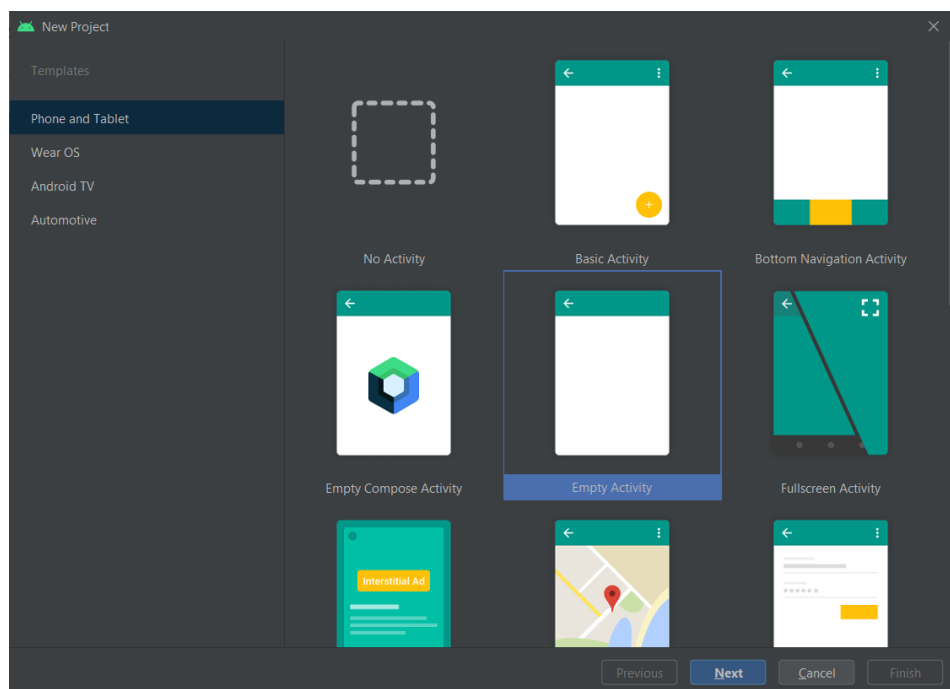 New Project
Templates
Phone and Tablet
Wear OS
Android TV
Automotive
No Activity
Basic Activity
Bottom Navigation Activity
Empty Compose Activity
Empty Activity
Fullscreen Activity
Interstitial Ad
Previous
Next
Cancel
Finish